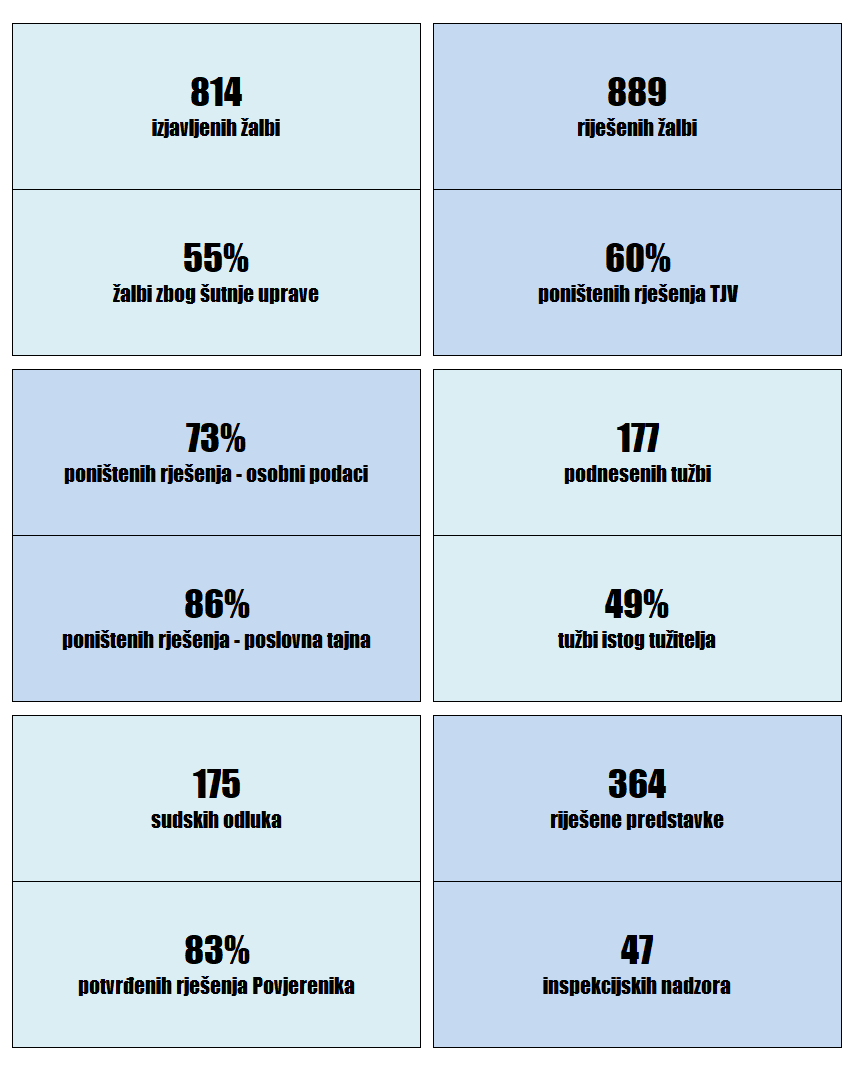 814
izjavljenih žalbi
889
riješenih žalbi
55%
žalbi zbog šutnje uprave
60%
poništenih rješenja TJV
73%
poništenih rješenja - osobni podaci
177
podnesenih tužbi
86%
poništenih rješenja - poslovna tajna
49%
tužbi istog tužitelja
175
sudskih odluka
364
riješene predstavke
83%
potvrđenih rješenja Povjerenika
47
inspekcijskih nadzora